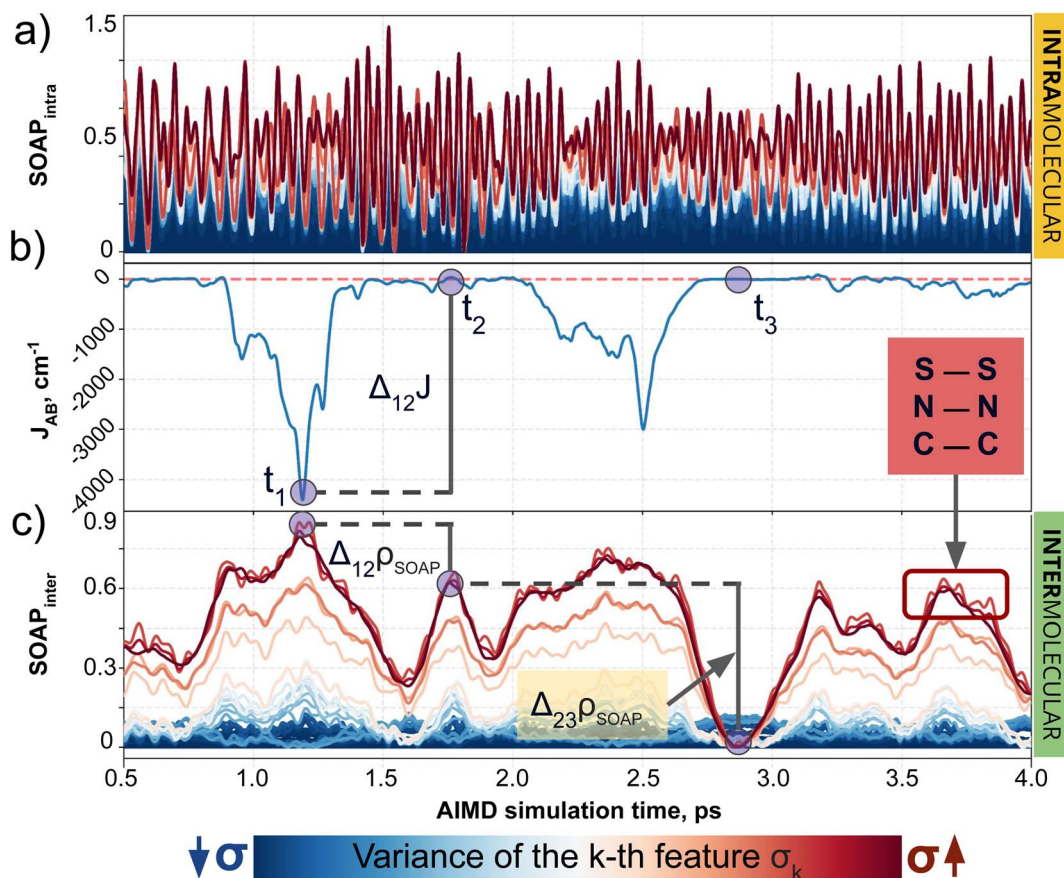 a)
1.5
0.5
0
SOAPintra
INTRAMOLECULAR
b)
0
-1000
-2000
-3000
-4000
JAB, cm-1
t1
t2
t3
Δ12J
S — S
N — N
C — C
c)
0.9
0.6
0.3
0
SOAPinter
Δ12ρSOAP
Δ23ρSOAP
INTERMOLECULAR
0.5 1.0 1.5 2.0 2.5 3.0 3.5 4.0
AIMD simulation time, ps
σ Variance of the k-th feature σk σ